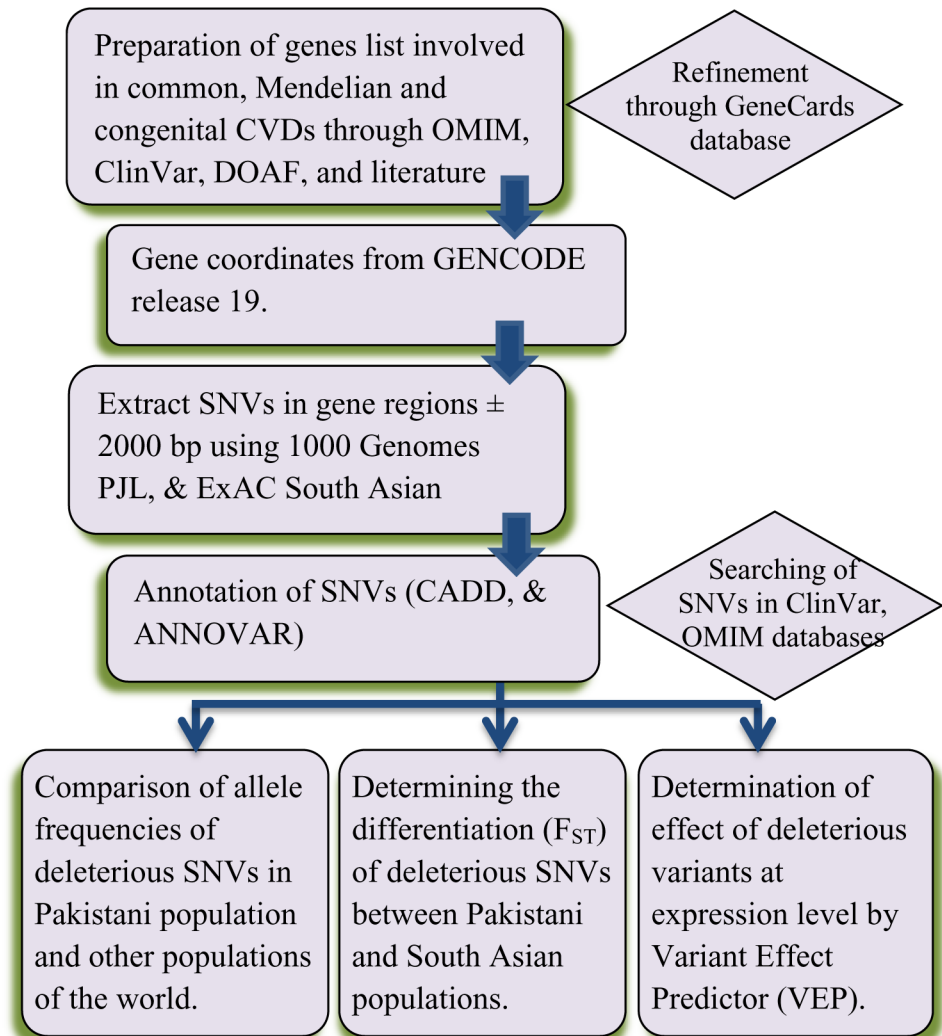 Preparation of genes list involved
in common, Mendelian and
congenital CVDs through OMIM,
ClinVar, DOAF, and literature
Refinement
through GeneCards
database
Gene coordinates from GENCODE
release 19.
Extract SNVs in gene regions ±
2000 bp using 1000 Genomes
PJL, & ExAC South Asian
Annotation of SNVs (CADD, &
ANNOVAR)
Searching of
SNVs in ClinVar,
OMIM databases
Comparison of allele
frequencies of
deleterious SNVs in
Pakistani population
and other populations
of the world.
Determining the
differentiation (FST)
of deleterious SNVs
between Pakistani
and South Asian
populations.
Determination of
effect of deleterious
variants at
expression level by
Variant Effect
Predictor (VEP).